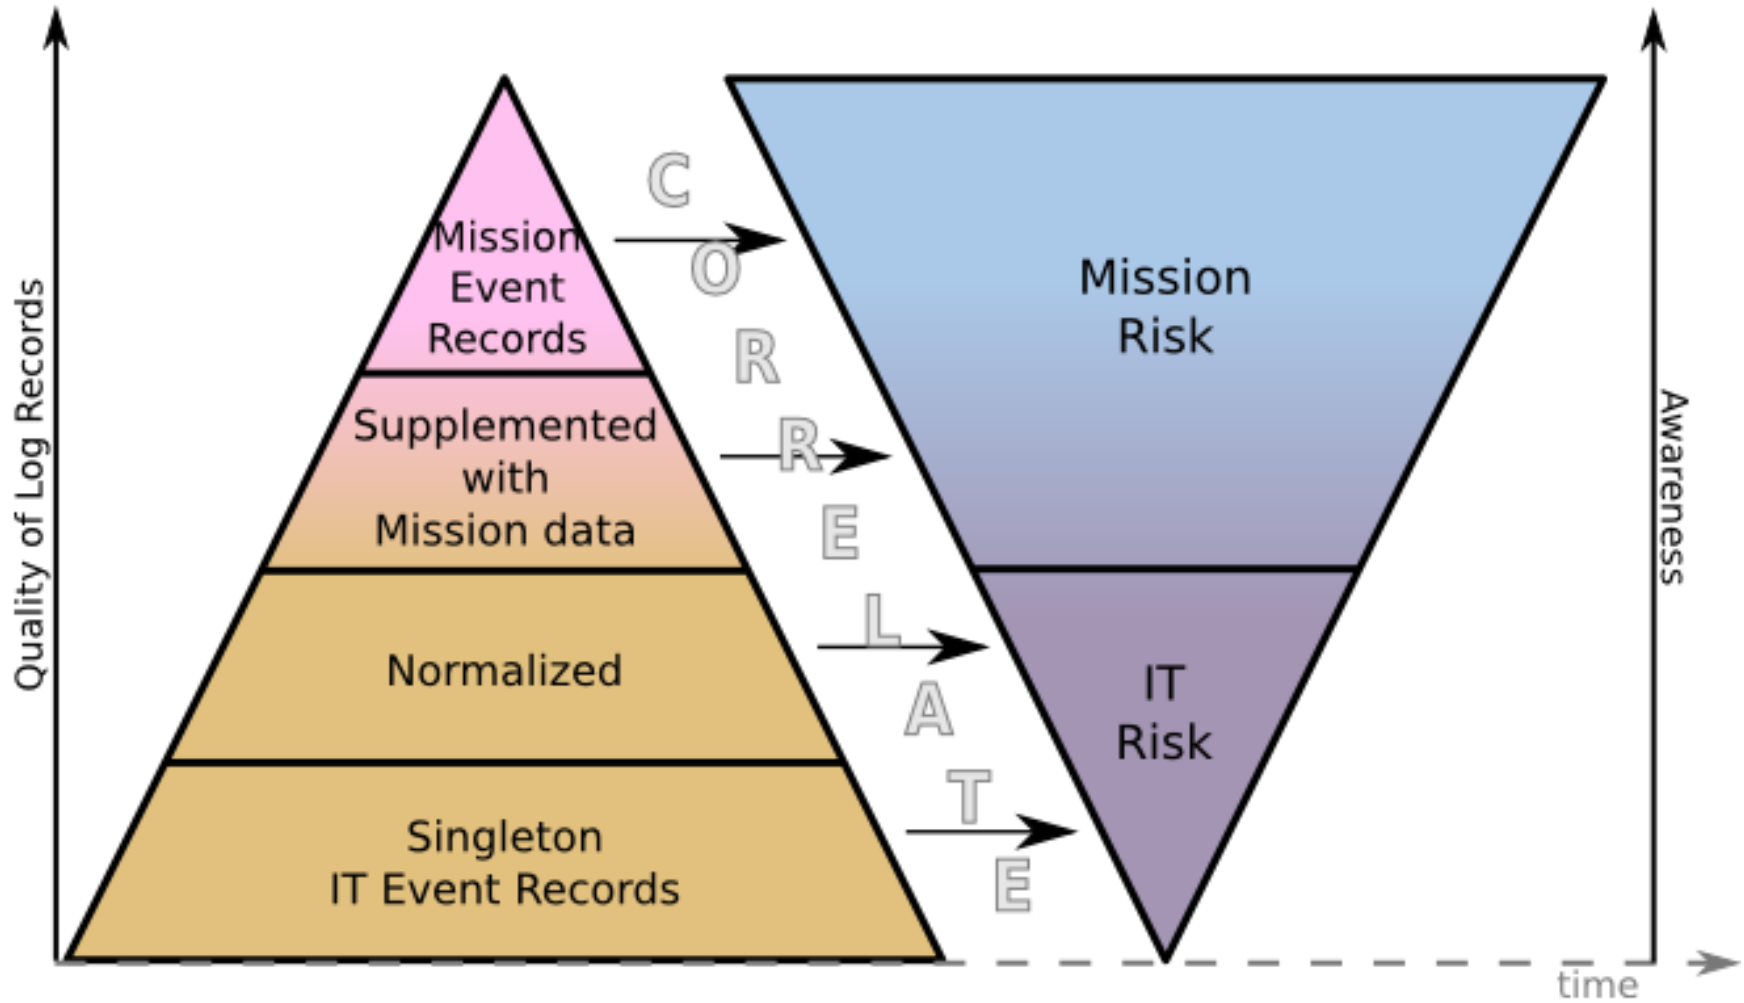 Quality of Log Records
Mission
Event
Records
Supplemented
with
Mission data
Normalized
Singleton
IT Event Records
C
O
R
R
E
L
A
T
E
Mission
Risk
IT
Risk
Awareness
time